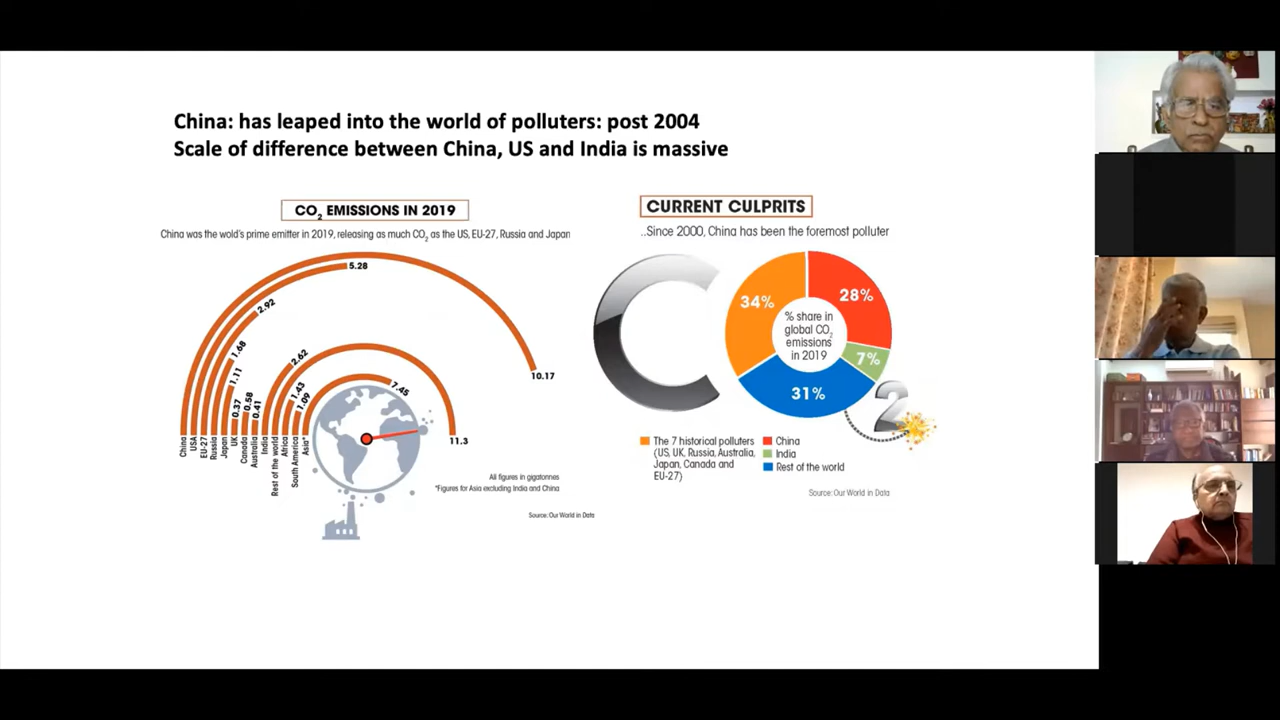 China: has leaped into the world of polluters: post 2004
Scale of difference between China, US and India is massive
CO2 EMISSIONS IN 2019
China was the wold's prime emitter in 2019, releasing as much CO2 as the US, EU-27, Russia and Japan
10.17
5.28
2.92
1.68
1.11
0.37
0.58
0.41
2.62
11.3
1.43
1.09
7.45
China
USA
EU-27
Russia
Japan
UK
Canada
Australia
India
Rest of the world
Africa
South America
Asia*
All figures in gigatonnes
*Figures for Asia excluding India and China
Source: Our World in Data
CURRENT CULPRITS
..Since 2000, China has been the foremost polluter
C
34%
28%
7%
31%
% share in
global CO2
emissions
in 2019
2
The 7 historical polluters
(US, UK, Russia, Australia,
Japan, Canada and
EU-27)
China
India
Rest of the world
Source: Our World in Data